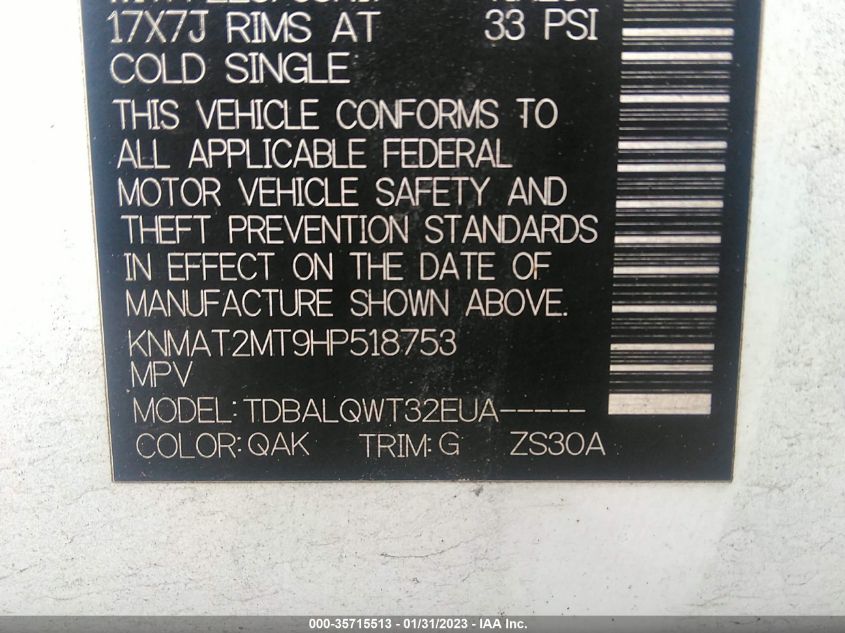 17X7J RIMS AT 33 PSI
COLD SINGLE
THIS VEHICLE CONFORMS TO
ALL APPLICABLE FEDERAL
MOTOR VEHICLE SAFETY AND
THEFT PREVENTION STANDARDS
IN EFFECT ON THE DATE OF
MANUFACTURE SHOWN ABOVE.
KNMAT2MT9HP518753
MPV
MODEL: TDBALQWT32EUA-----
COLOR: QAK TRIM: G ZS30A
000-35715513 - 01/31/2023 - IAA Inc.